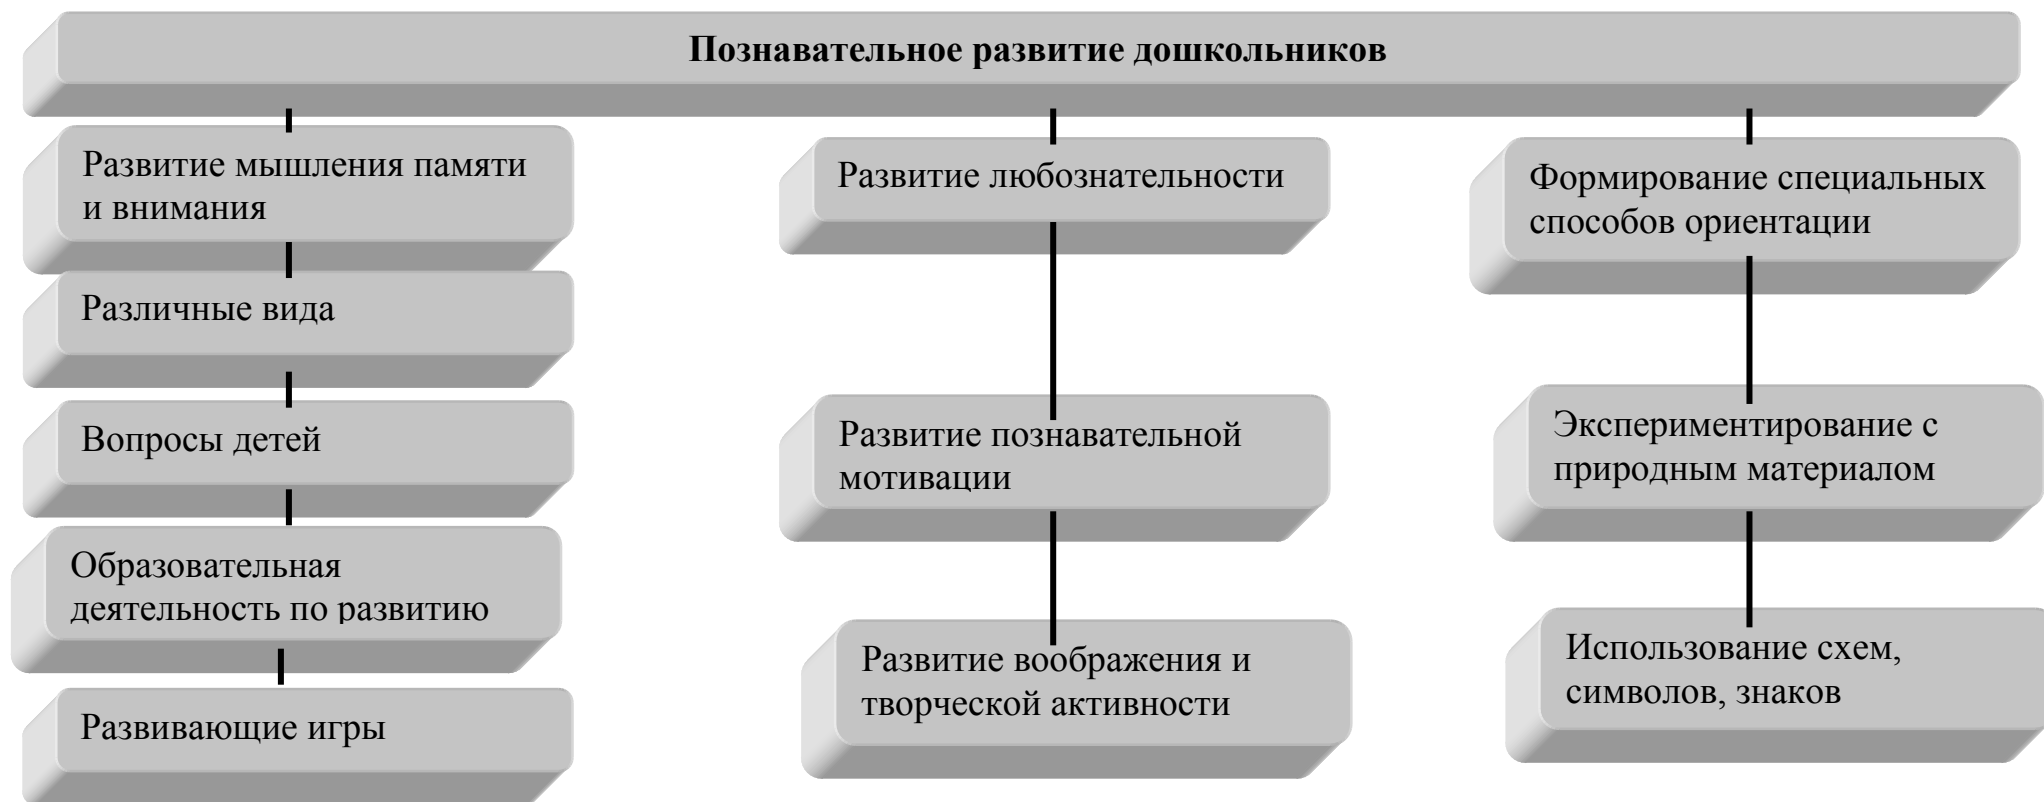 Познавательное развитие дошкольников
Развитие мышления памяти
и внимания
Различные вида
Вопросы детей
Образовательная
деятельность по развитию
Развивающие игры
Развитие любознательности
Развитие познавательной
мотивации
Развитие воображения и
творческой активности
Формирование специальных
способов ориентации
Экспериментирование с
природным материалом
Использование схем,
символов, знаков